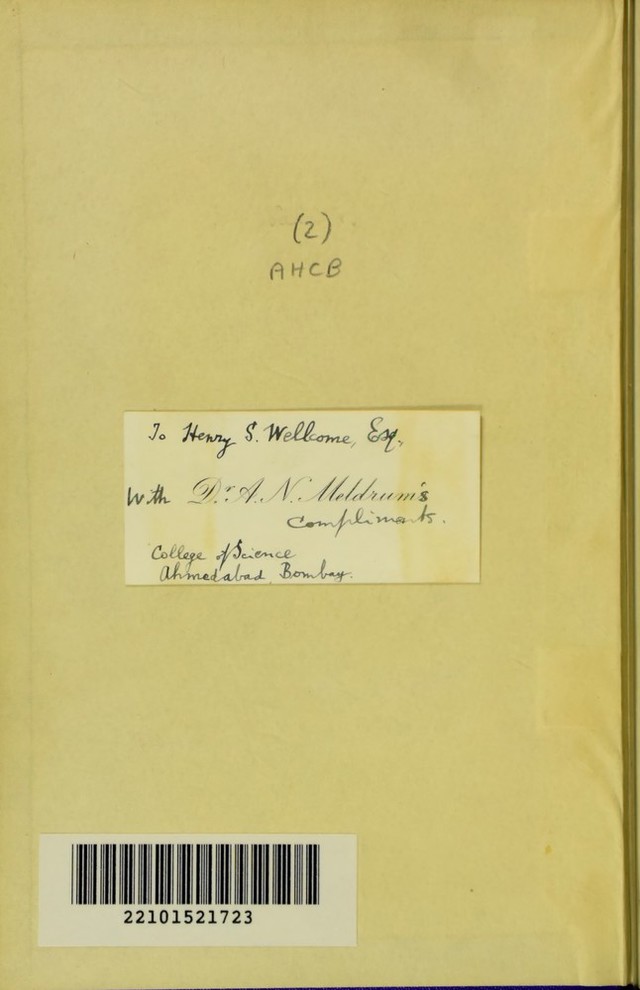 (2)
AHCB
To Henry S. Wellcome, Esq.,
With Dr. A. N. Meldrum's
Compliments.
College of Science
Ahmedabad, Bombay.
22101521723